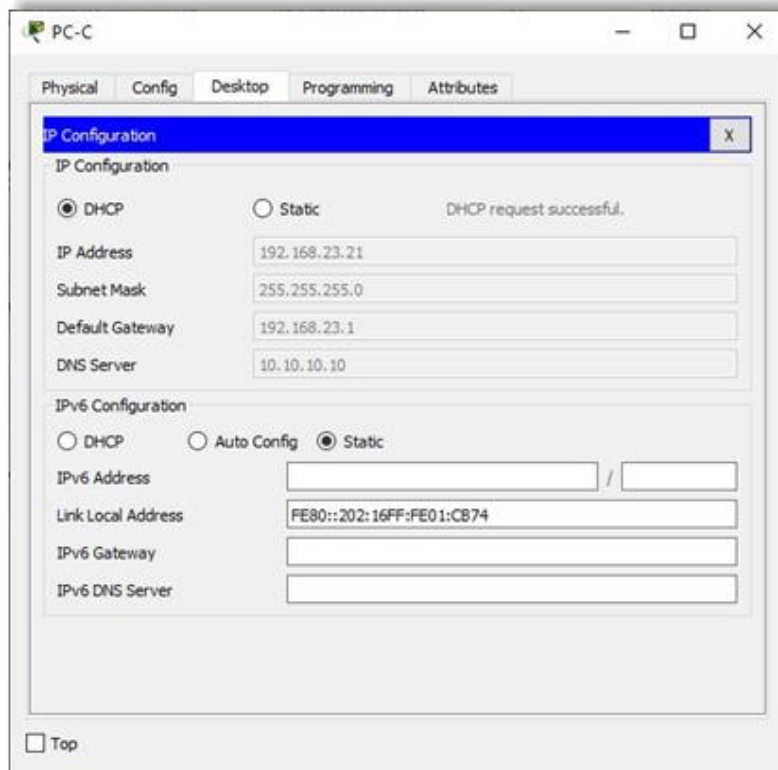 PC-C
Physical Config Desktop Programming Attributes
IP Configuration X
IP Configuration
DHCP Static DHCP request successful.
IP Address 192.168.23.21
Subnet Mask 255.255.255.0
Default Gateway 192.168.23.1
DNS Server 10.10.10.10
IPv6 Configuration
DHCP Auto Config Static
IPv6 Address /
Link Local Address FE80::202:16FF:FE01:CB74
IPv6 Gateway
IPv6 DNS Server
Top